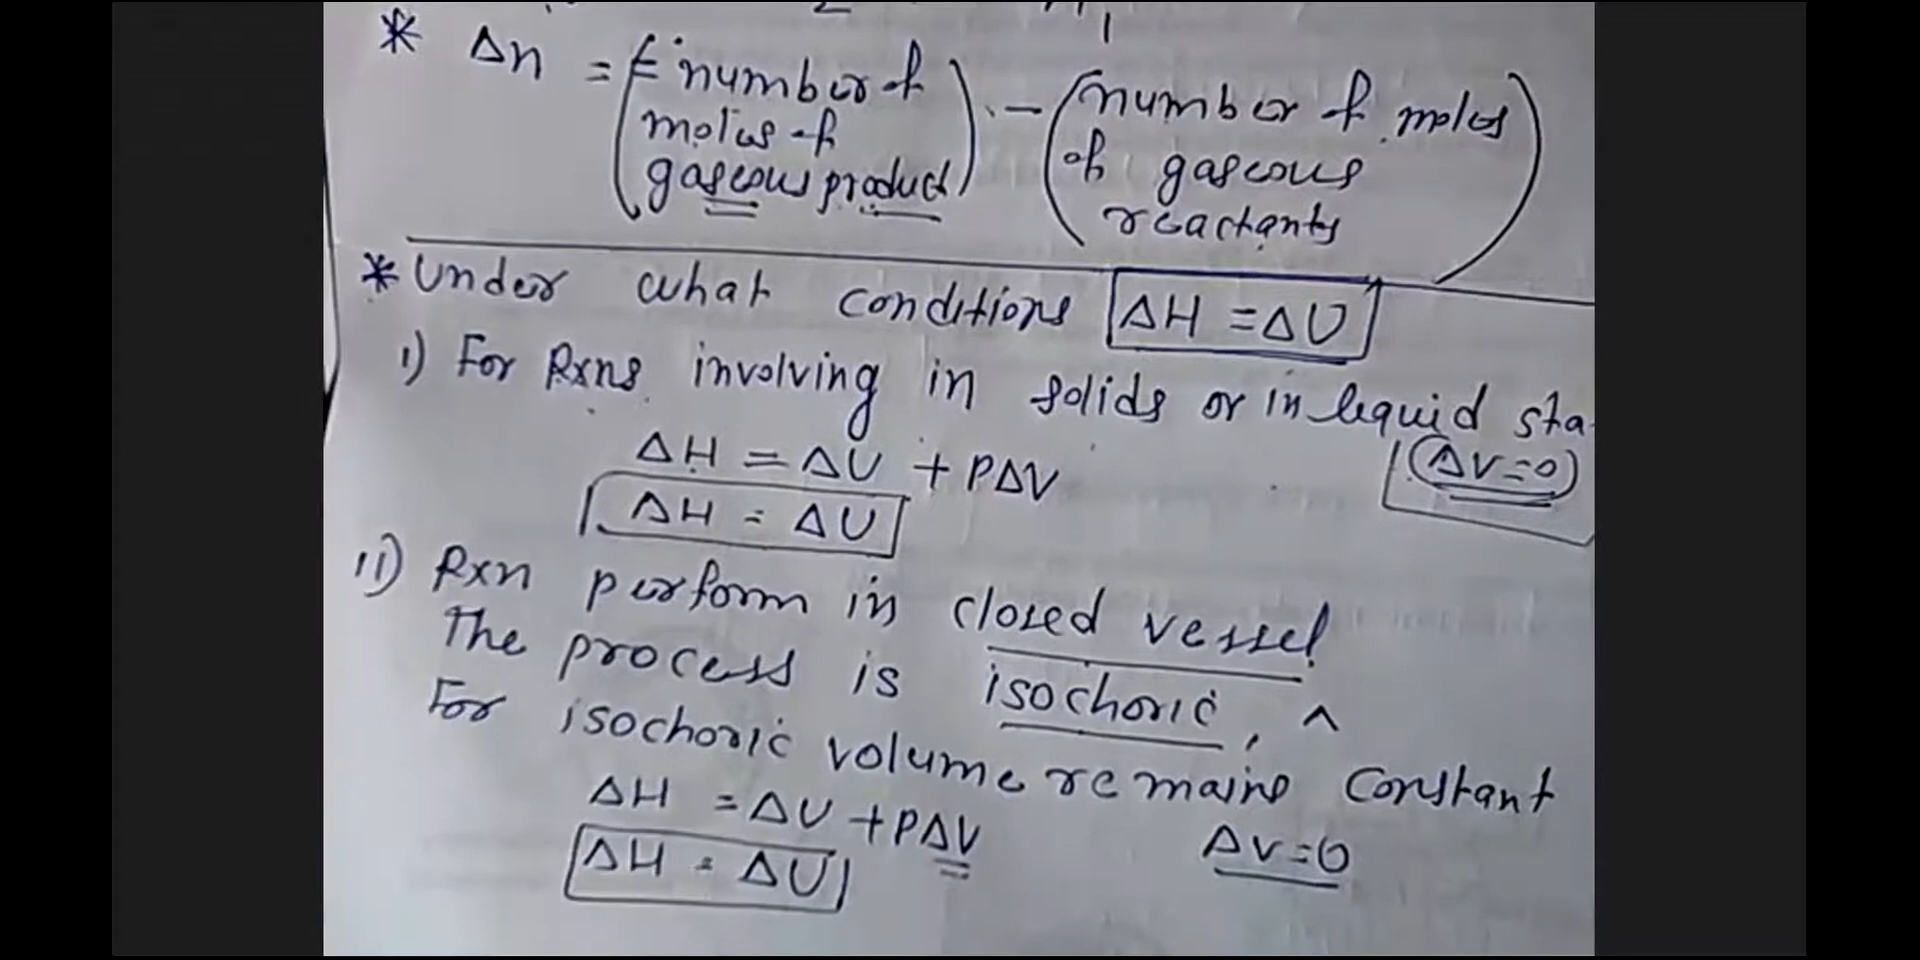 * Δn = (number of moles of gaseous product) - (number of moles of gaseous reactants)
* Under what conditions ΔH = ΔU
i) For Rxns involving in solids or in liquid sta
(ΔV=0)
ΔH = ΔU + PΔV
ΔH = ΔU
ii) Rxn perform in closed vessel
The process is isochoric,
For isochoric volume remains constant
ΔH = ΔU + PΔV
ΔV=0
ΔH = ΔU